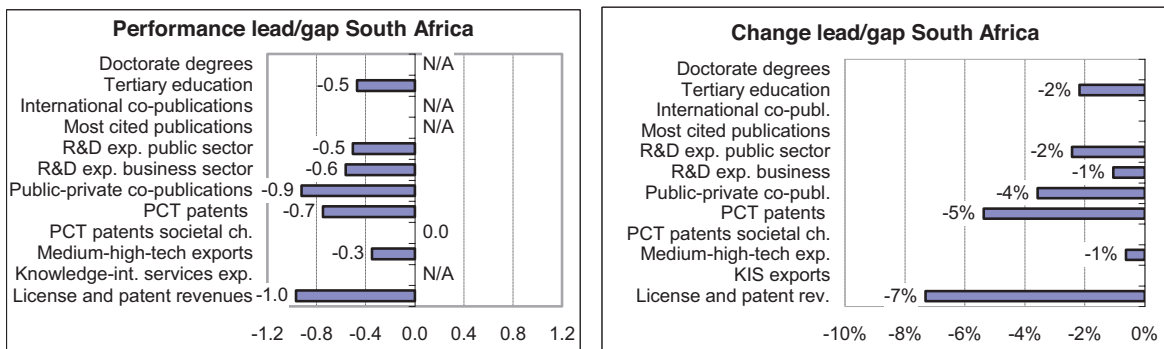 Performance lead/gap South Africa
Doctorate degrees N/A
Tertiary education -0.5
International co-publications N/A
Most cited publications N/A
R&D exp. public sector -0.5
R&D exp. business sector -0.6
Public-private co-publications -0.9
PCT patents -0.7
PCT patents societal ch. 0.0
Medium-high-tech exports -0.3
Knowledge-int. services exp. N/A
License and patent revenues -1.0
-1.2 -0.8 -0.4 0.0 0.4 0.8 1.2
Change lead/gap South Africa
Doctorate degrees
Tertiary education -2%
International co-publ.
Most cited publications
R&D exp. public sector -2%
R&D exp. business -1%
Public-private co-publ. -4%
PCT patents -5%
PCT patents societal ch.
Medium-high-tech exp. -1%
KIS exports
License and patent rev. -7%
-10% -8% -6% -4% -2% 0%